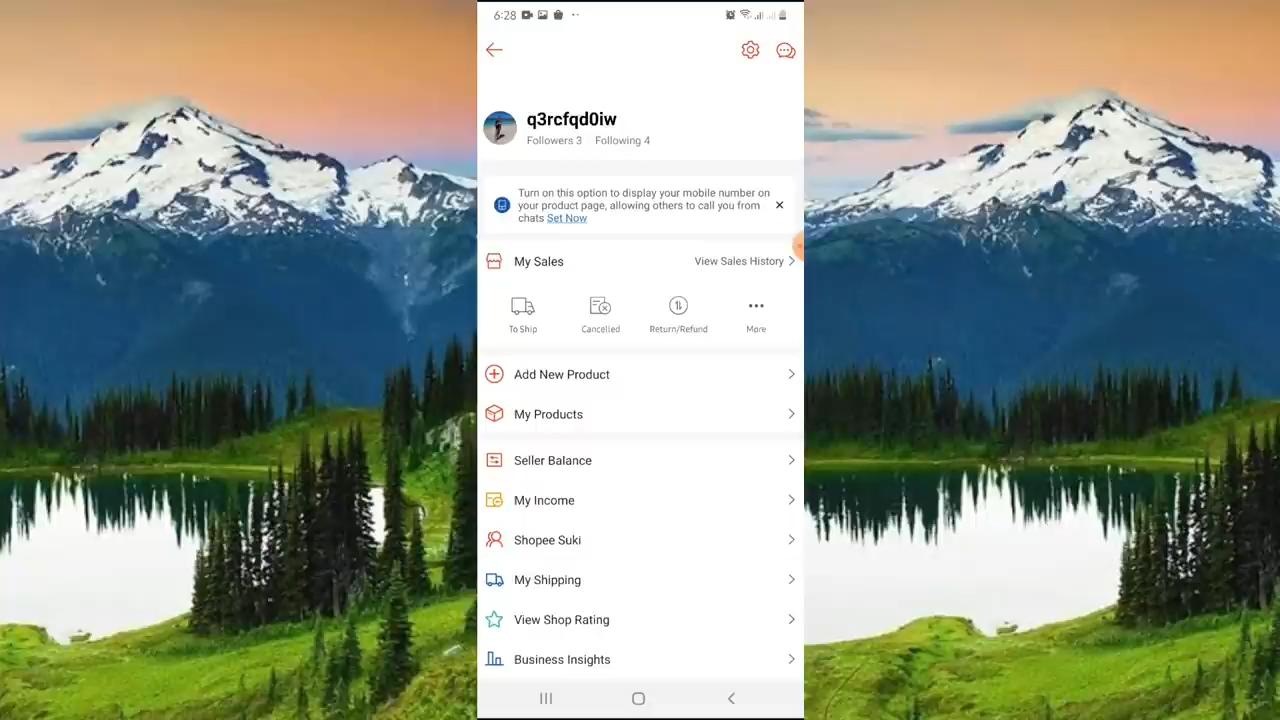 6:28
q3rcfqd0iw
Followers 3 Following 4
Turn on this option to display your mobile number on
your product page, allowing others to call you from
chats Set Now
My Sales View Sales History
To Ship Cancelled Return/Refund More
Add New Product
My Products
Seller Balance
My Income
Shopee Suki
My Shipping
View Shop Rating
Business Insights